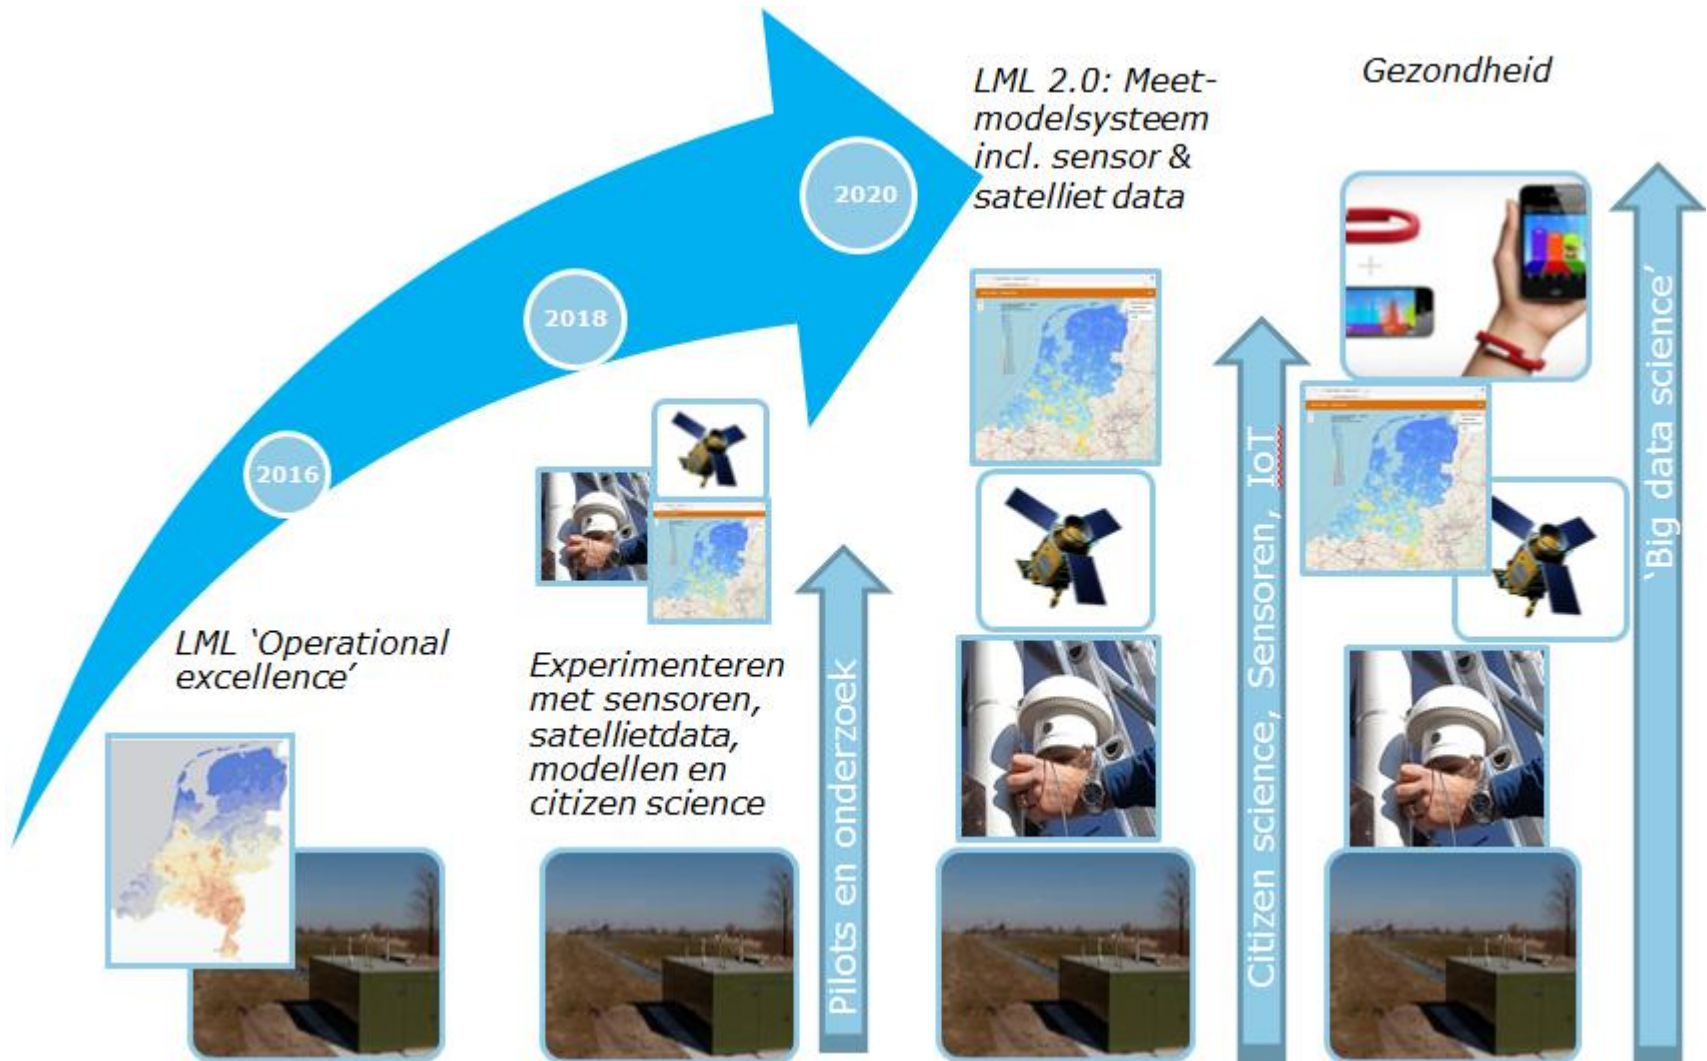 2016
2018
2020
LML 'Operational
excellence'
Experimenteren
met sensoren,
satellietdata,
modellen en
citizen science
Pilots en onderzoek
LML 2.0: Meet-
modelsysteem
incl. sensor &
satelliet data
Citizen science, Sensoren, IoT
Gezondheid
'Big data science'